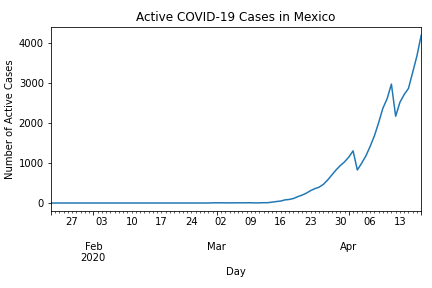 Active COVID-19 Cases in Mexico
Number of Active Cases
4000
3000
2000
1000
0
27 03 10 17 24 02 09 16 23 30 06 13
Feb Mar Apr
2020
Day